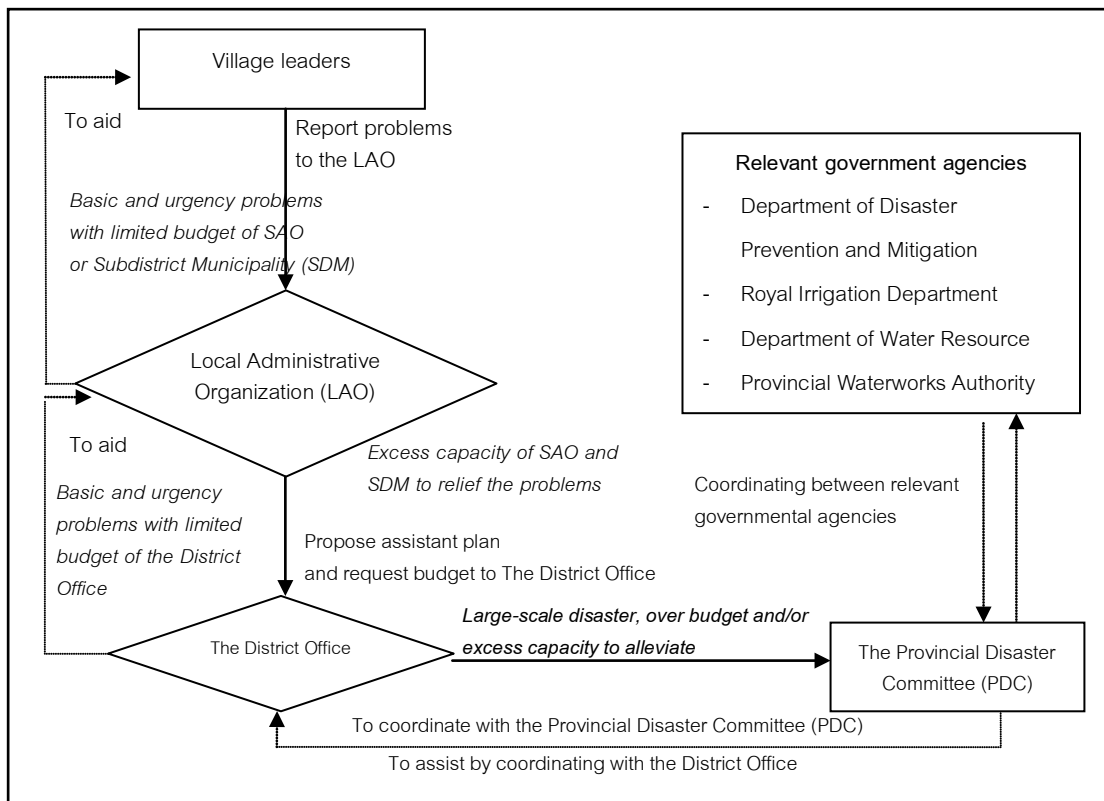 Village leaders
To aid
Report problems
to the LAO
Basic and urgency problems
with limited budget of SAO
or Subdistrict Municipality (SDM)
Local Administrative
Organization (LAO)
To aid
Basic and urgency
problems with limited
budget of the District
Office
Excess capacity of SAO and
SDM to relief the problems
Propose assistant plan
and request budget to The District Office
The District Office
Large-scale disaster, over budget and/or
excess capacity to alleviate
Relevant government agencies
- Department of Disaster
Prevention and Mitigation
- Royal Irrigation Department
- Department of Water Resource
- Provincial Waterworks Authority
Coordinating between relevant
governmental agencies
The Provincial Disaster
Committee (PDC)
To coordinate with the Provincial Disaster Committee (PDC)
To assist by coordinating with the District Office